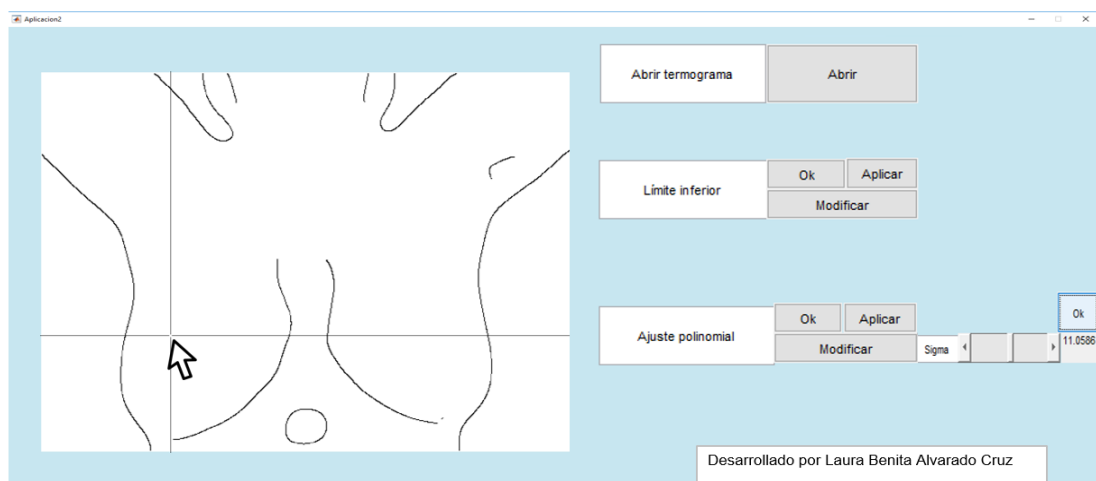 Aplicacion2
Abrir termograma
Abrir
Límite inferior
Ok
Aplicar
Modificar
Ajuste polinomial
Ok
Aplicar
Modificar
Sigma
Ok
11.0586
Desarrollado por Laura Benita Alvarado Cruz